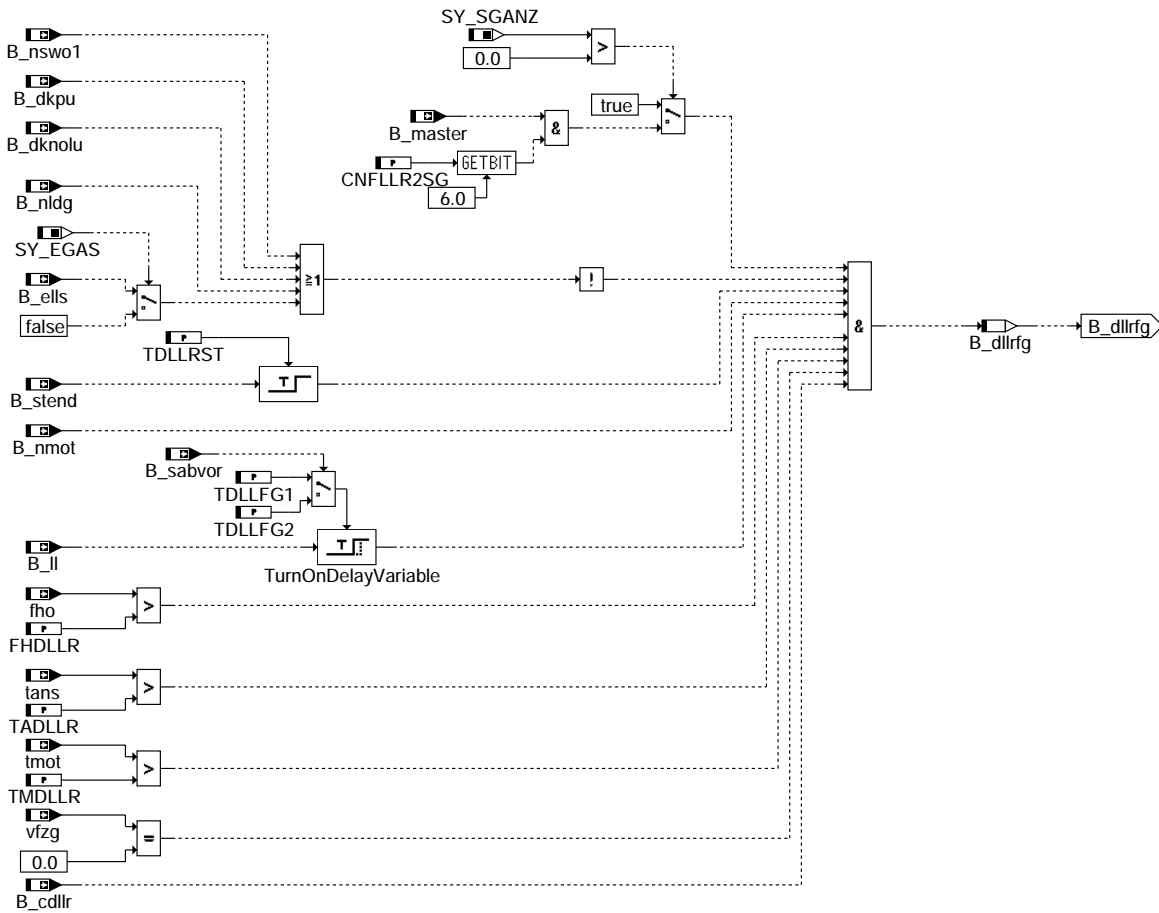 SY_SGANZ
B_nswo1
>
0.0
B_dkpu
true
B_master
&
B_dknolu
CNFLLR2SG
P
GETBIT
6.0
B_nldg
SY_EGAS
≥1
!
B_ells
false
&
B_dllrfg
B_dllrfg
P
TDLLRST
T
B_stend
B_nmot
B_sabvor
P
TDLLFG1
P
TDLLFG2
B_ll
T
TurnOnDelayVariable
fho
>
P
FHDLLR
tans
>
P
TADLLR
tmot
>
P
TMDLLR
vfzg
=
0.0
B_cdllr